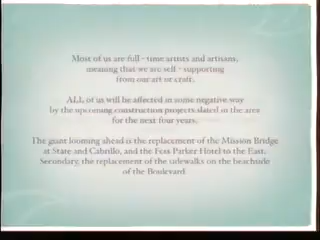 Most of us are full - time artists and artisans,
meaning that we are self - supporting
from our art or craft.
ALL of us will be affected in some negative way
by the upcoming construction projects slated in the area
for the next four years.
The giant looming ahead is the replacement of the Mission Bridge
at State and Cabrillo, and the Fess Parker Hotel to the East.
Secondary, the replacement of the sidewalks on the beachside
of the Boulevard